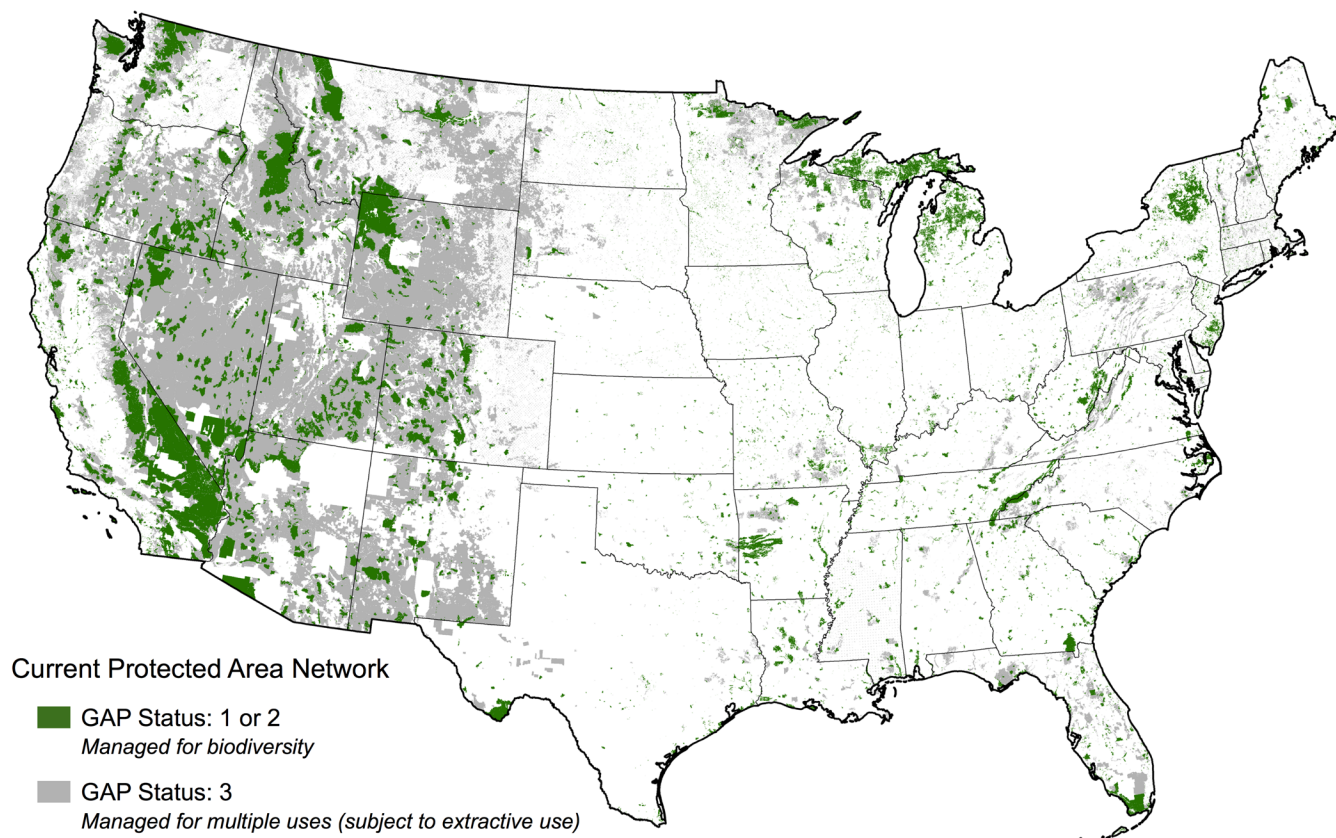 Current Protected Area Network
GAP Status: 1 or 2
Managed for biodiversity
GAP Status: 3
Managed for multiple uses (subject to extractive use)